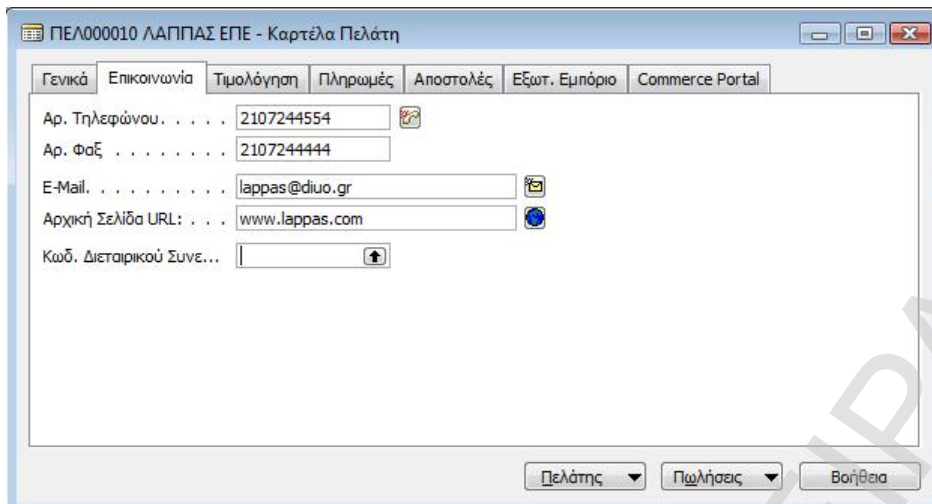 ΠΕΛ000010 ΛΑΠΠΑΣ ΕΠΕ - Καρτέλα Πελάτη
Γενικά Επικοινωνία Τιμολόγηση Πληρωμές Αποστολές Εξωτ. Εμπόριο Commerce Portal
Αρ. Τηλεφώνου. . . . . 2107244554
Αρ. Φαξ . . . . . . . . 2107244444
E-Mail. . . . . . . . . . lappas@diuo.gr
Αρχική Σελίδα URL: . . . www.lappas.com
Κωδ. Διεταιρικού Συνε...
Πελάτης Πωλήσεις Βοήθεια